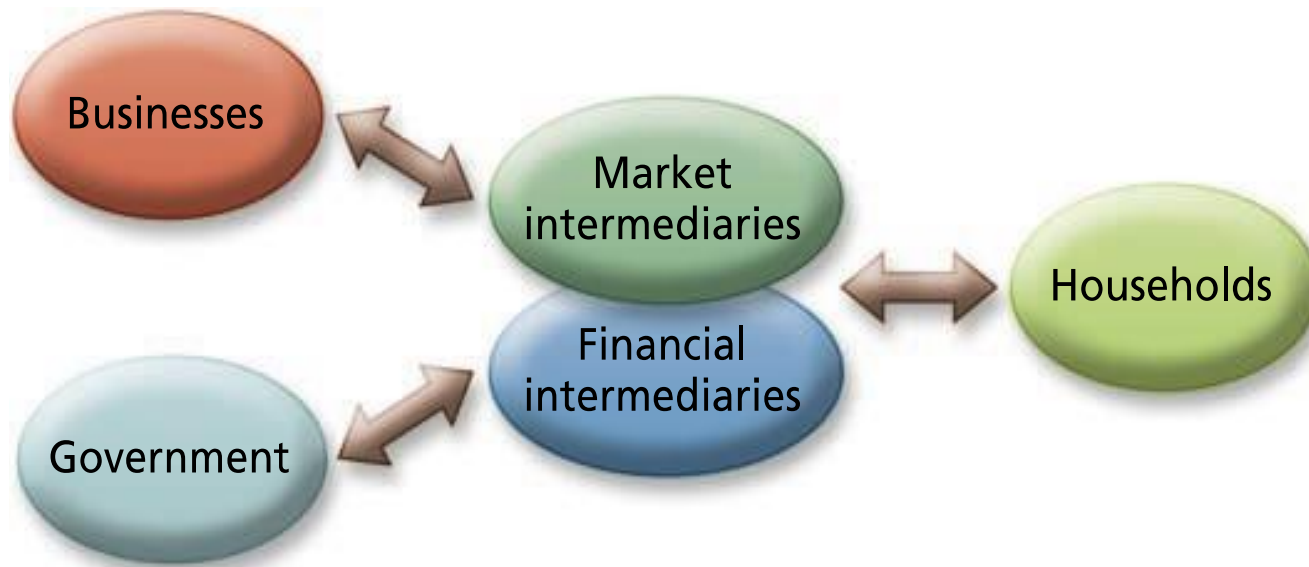 Businesses
Market
intermediaries
Households
Financial
intermediaries
Government